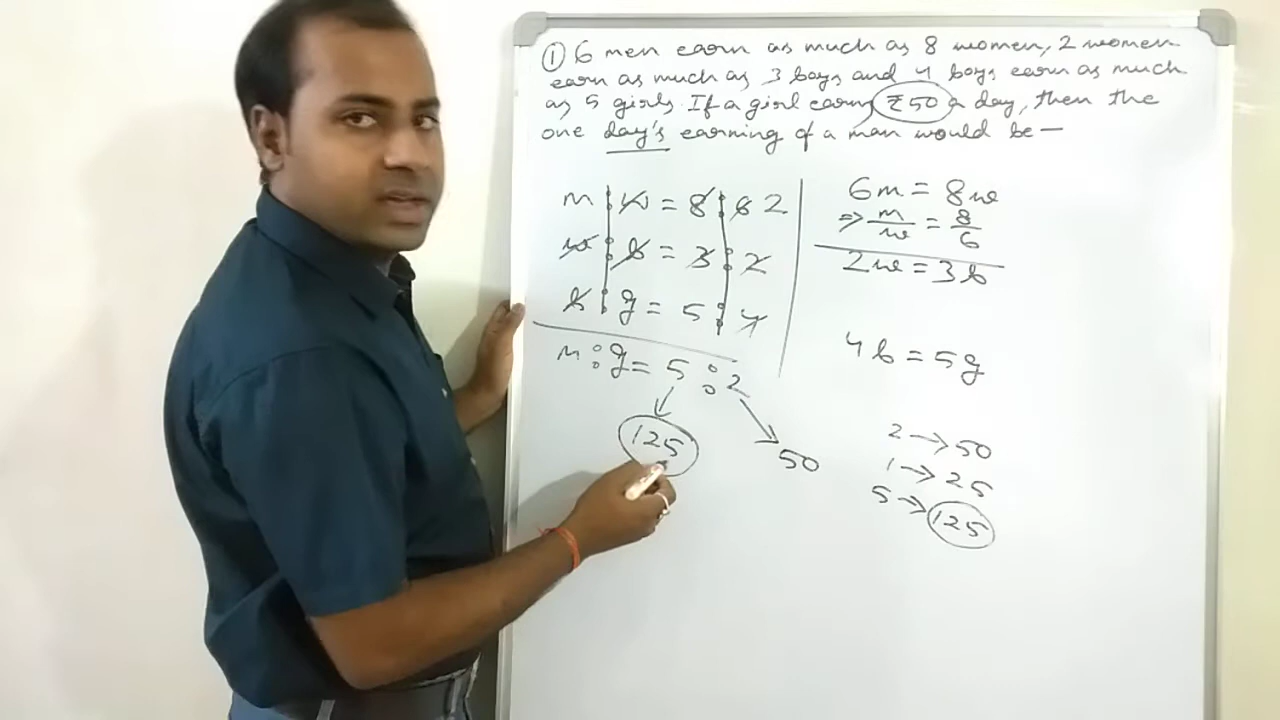 ① 6 men earn as much as 8 women, 2 women
earn as much as 3 boys and 4 boys earn as much
as 5 girls. If a girl earns ₹50 a day, then the
one day's earning of a man would be —
m w = 8 6 2
w b = 3 2
b g = 5 4
m : g = 5 : 2
125
50
6m = 8w
⇒ m/w = 8/6
2w = 3b
4b = 5g
2 → 50
1 → 25
5 → 125